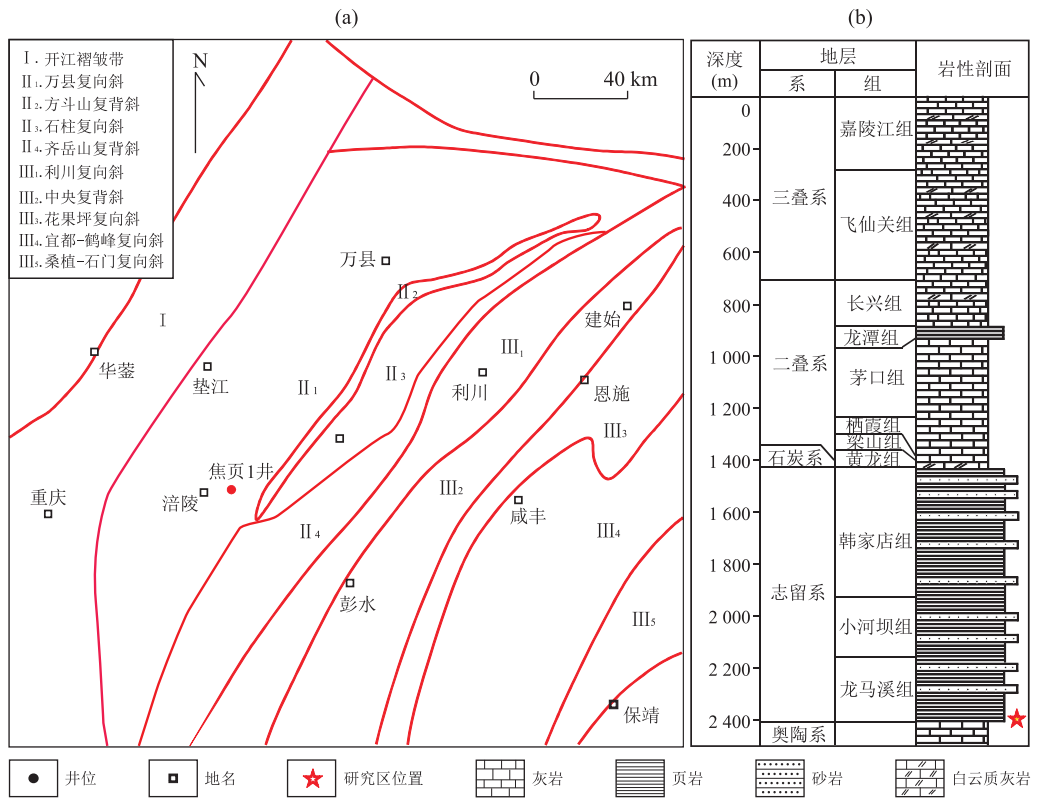 (a)
Ⅰ. 开江褶皱带
Ⅱ1.万县复向斜
Ⅱ2.方斗山复背斜
Ⅱ3.石柱复向斜
Ⅱ4.齐岳山复背斜
Ⅲ1.利川复向斜
Ⅲ2.中央复背斜
Ⅲ3.花果坪复向斜
Ⅲ4.宜都-鹤峰复向斜
Ⅲ5.桑植-石门复向斜
N
0 40 km
万县
Ⅱ2
建始
Ⅰ
Ⅲ1
华蓥
垫江
Ⅱ1
Ⅱ3
利川
恩施
Ⅲ3
焦页1井
重庆
涪陵
Ⅲ2
咸丰
Ⅱ4
Ⅲ4
彭水
Ⅲ5
保靖
(b)
深度
(m)
地层
系
组
岩性剖面
0
200
400
600
800
1 000
1 200
1 400
1 600
1 800
2 000
2 200
2 400
三叠系
二叠系
石炭系
志留系
奥陶系
嘉陵江组
飞仙关组
长兴组
龙潭组
茅口组
栖霞组
梁山组
黄龙组
韩家店组
小河坝组
龙马溪组
井位
地名
研究区位置
灰岩
页岩
砂岩
白云质灰岩